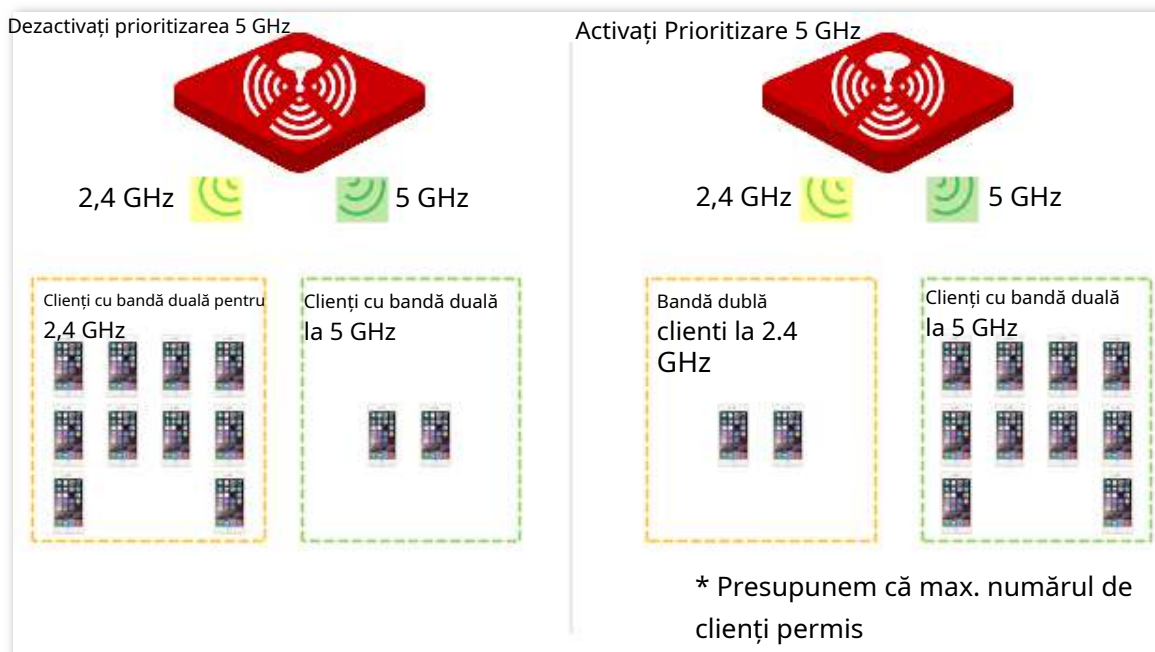 Dezactivați prioritizarea 5 GHz
2,4 GHz
5 GHz
Clienți cu bandă duală pentru
2,4 GHz
Clienți cu bandă duală
la 5 GHz
Activați Prioritizare 5 GHz
2,4 GHz
5 GHz
Bandă dublă
clienti la 2.4
GHz
Clienți cu bandă duală
la 5 GHz
* Presupunem că max. numărul de
clienți permis